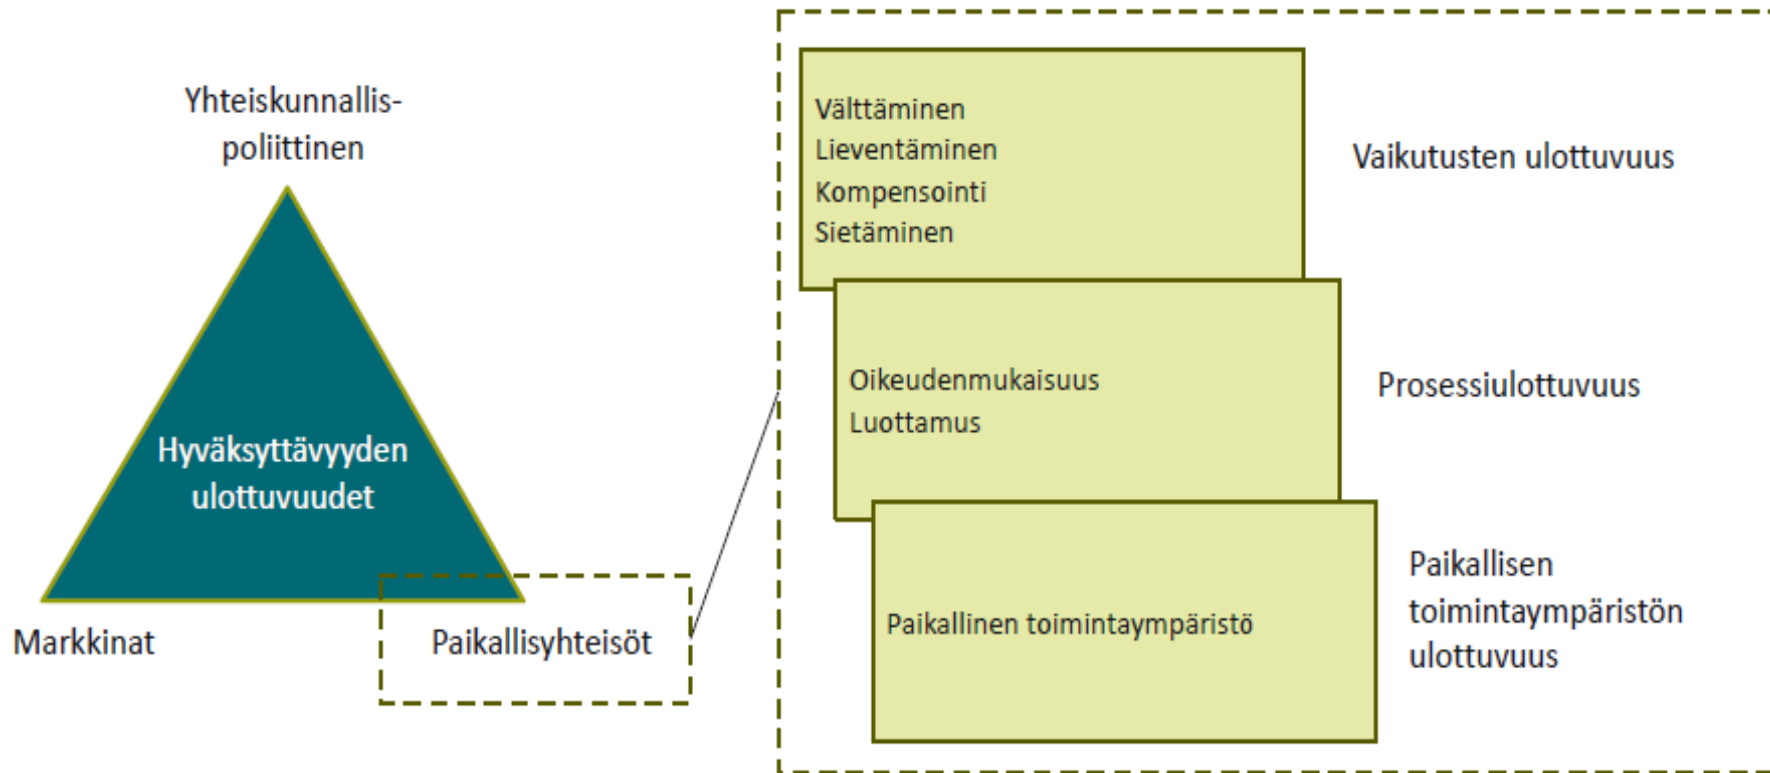 Yhteiskunnallis-
poliittinen
Hyväksyttävyyden
ulottuvuudet
Markkinat
Paikallisyhteisöt
Välttäminen
Lieventäminen
Kompensointi
Sietäminen
Vaikutusten ulottuvuus
Oikeudenmukaisuus
Luottamus
Prosessiulottuvuus
Paikallinen toimintaympäristö
Paikallisen
toimintaympäristön
ulottuvuus